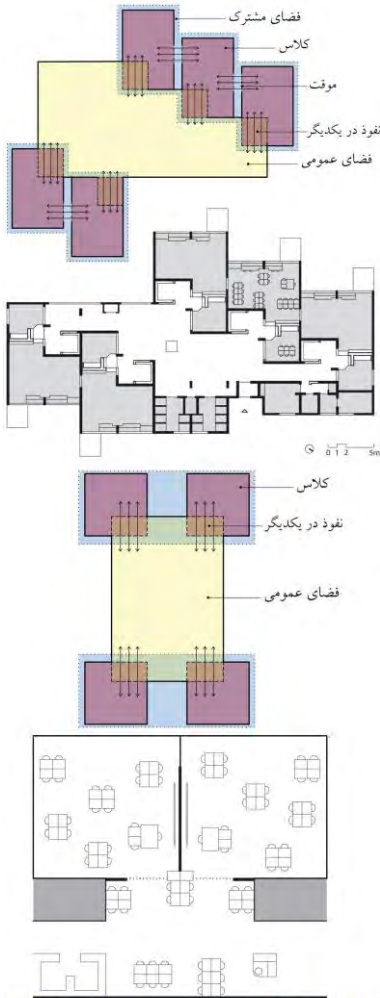 فضای مشترک
کلاس
موقت
نفوذ در یکدیگر
فضای عمومی
0 1 2 5m
کلاس
نفوذ در یکدیگر
فضای عمومی